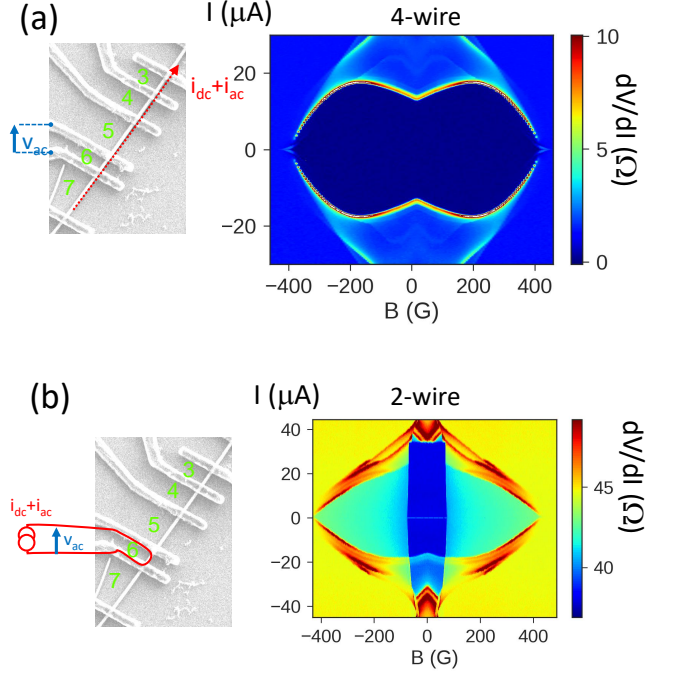 (a)
I (μA)
4-wire
3
4
5
6
7
i_dc+i_ac
v_ac
20
0
−20
−400
−200
0
200
400
B (G)
10
5
0
dV/dI (Ω)
(b)
I (μA)
2-wire
3
4
5
6
7
i_dc+i_ac
v_ac
40
20
0
−20
−40
−400
−200
0
200
400
B (G)
45
40
dV/dI (Ω)